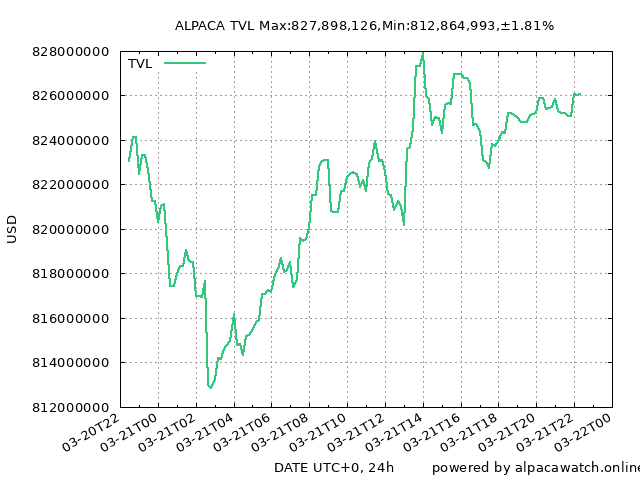 ALPACA TVL Max:827,898,126,Min:812,864,993,±1.81%
TVL
828000000
826000000
824000000
822000000
820000000
818000000
816000000
814000000
812000000
USD
03-20T22
03-21T00
03-21T02
03-21T04
03-21T06
03-21T08
03-21T10
03-21T12
03-21T14
03-21T16
03-21T18
03-21T20
03-21T22
03-22T00
DATE UTC+0, 24h
powered by alpacawatch.online